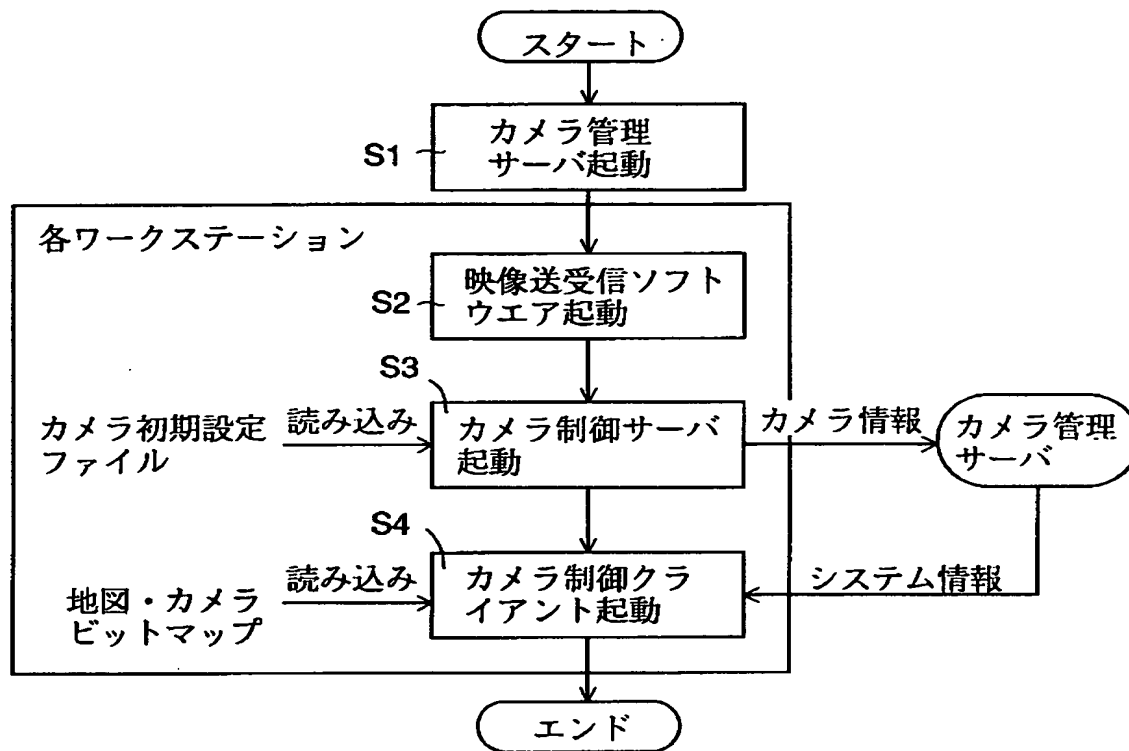 スタート
S1
カメラ管理
サーバ起動
各ワークステーション
S2
映像送受信ソフト
ウエア起動
S3
カメラ初期設定
ファイル
読み込み
カメラ制御サーバ
起動
カメラ情報
カメラ管理
サーバ
S4
地図・カメラ
ビットマップ
読み込み
カメラ制御クラ
イアント起動
システム情報
エンド